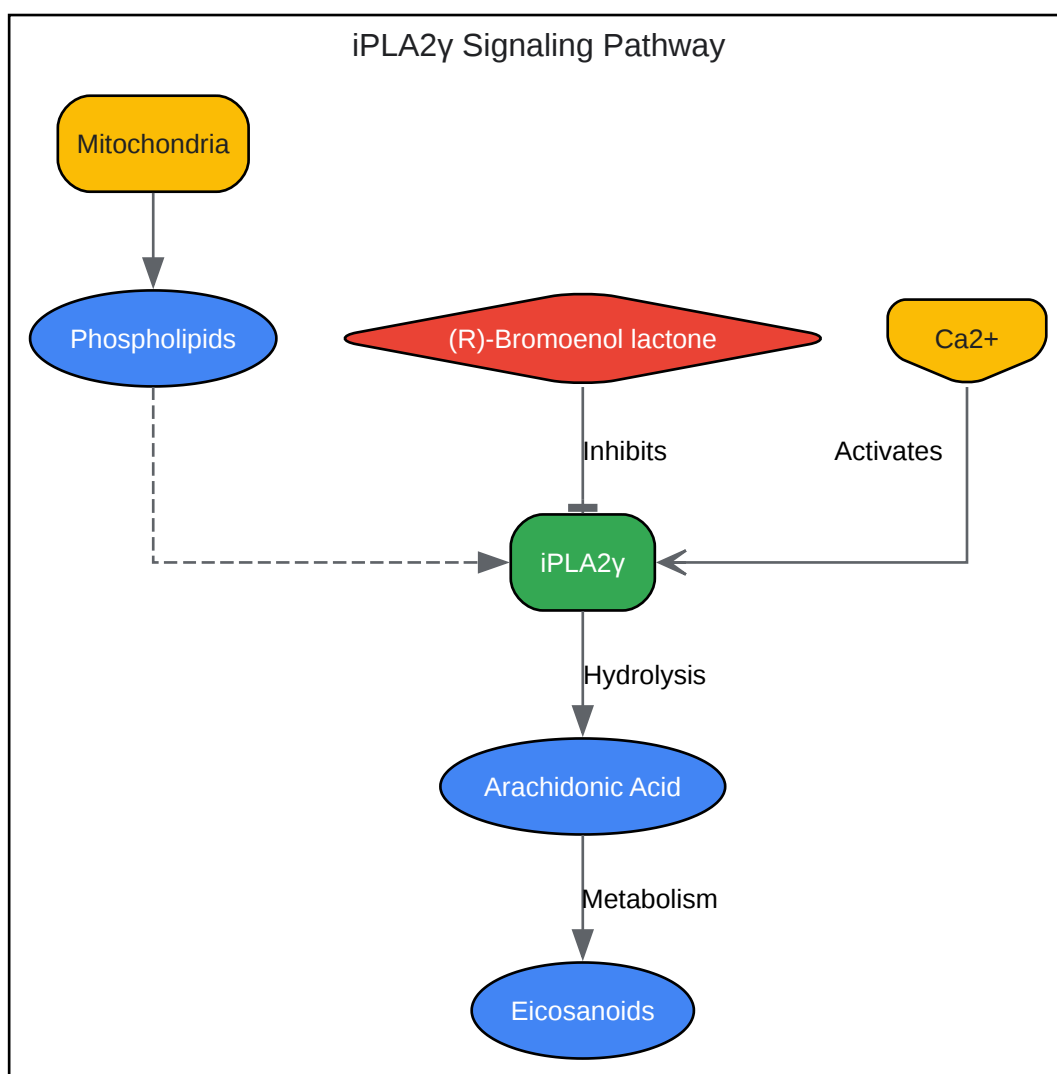 iPLA2γ Signaling Pathway
Mitochondria
Phospholipids
(R)-Bromoenol lactone
Ca2+
Inhibits
Activates
iPLA2γ
Hydrolysis
Arachidonic Acid
Metabolism
Eicosanoids